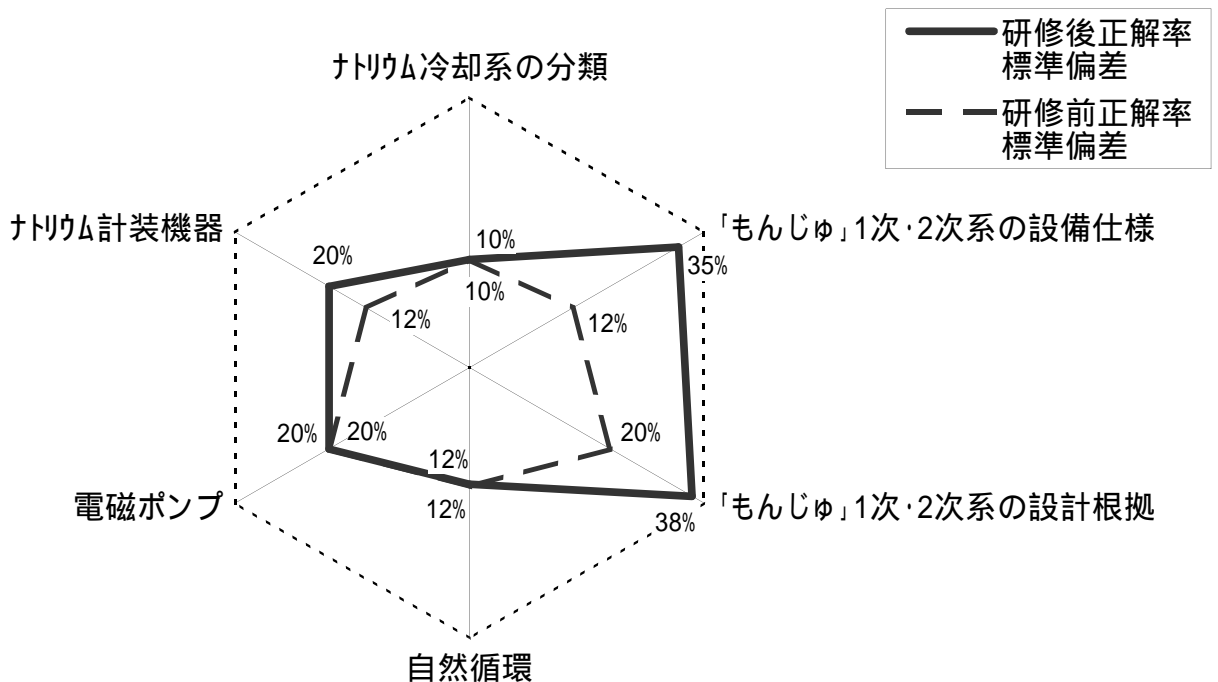 研修後正解率
標準偏差
研修前正解率
標準偏差
ﾅﾄﾘｳﾑ冷却系の分類
ﾅﾄﾘｳﾑ計装機器
｢もんじゅ｣1次･2次系の設備仕様
20%
10%
35%
10%
12%
12%
20%
20%
20%
12%
12%
38%
電磁ポンプ
｢もんじゅ｣1次･2次系の設計根拠
自然循環